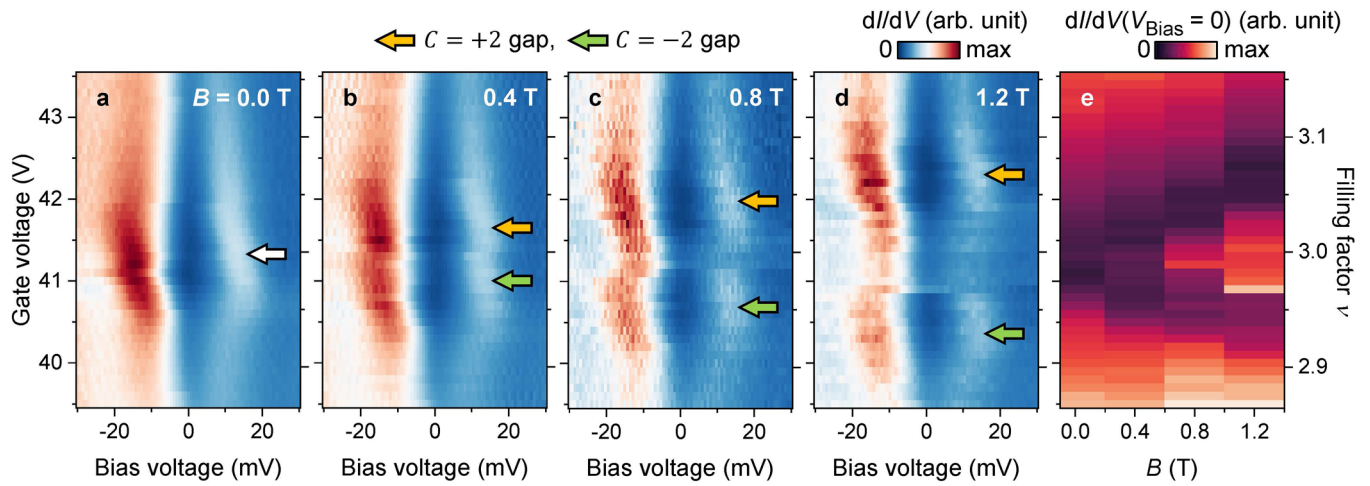 C = +2 gap, C = −2 gap
dI/dV (arb. unit)
0 max
dI/dV(VBias = 0) (arb. unit)
0 max
a B = 0.0 T
b 0.4 T
c 0.8 T
d 1.2 T
e
Gate voltage (V)
43
42
41
40
3.1
3.0
2.9
Filling factor ν
-20 0 20
-20 0 20
-20 0 20
-20 0 20
0.0 0.4 0.8 1.2
Bias voltage (mV)
Bias voltage (mV)
Bias voltage (mV)
Bias voltage (mV)
B (T)